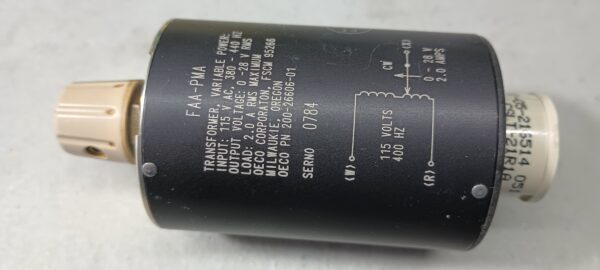 FAA-PMA
TRANSFORMER, VARIABLE POWER:
INPUT: 115 V AC, 380 - 440 HZ
OUTPUT VOLTAGE: 0 -28 V RMS
LOAD: 2.0 A RMS MAXIMUM
OECO CORPORATION, FSCM 95266
MILWAUKIE, OREGON
OECO PN 200-26606-01
SERNO 0784
CW
(X)
0 - 28 V
2.0 AMPS
115 VOLTS
400 HZ
(W)
(R)